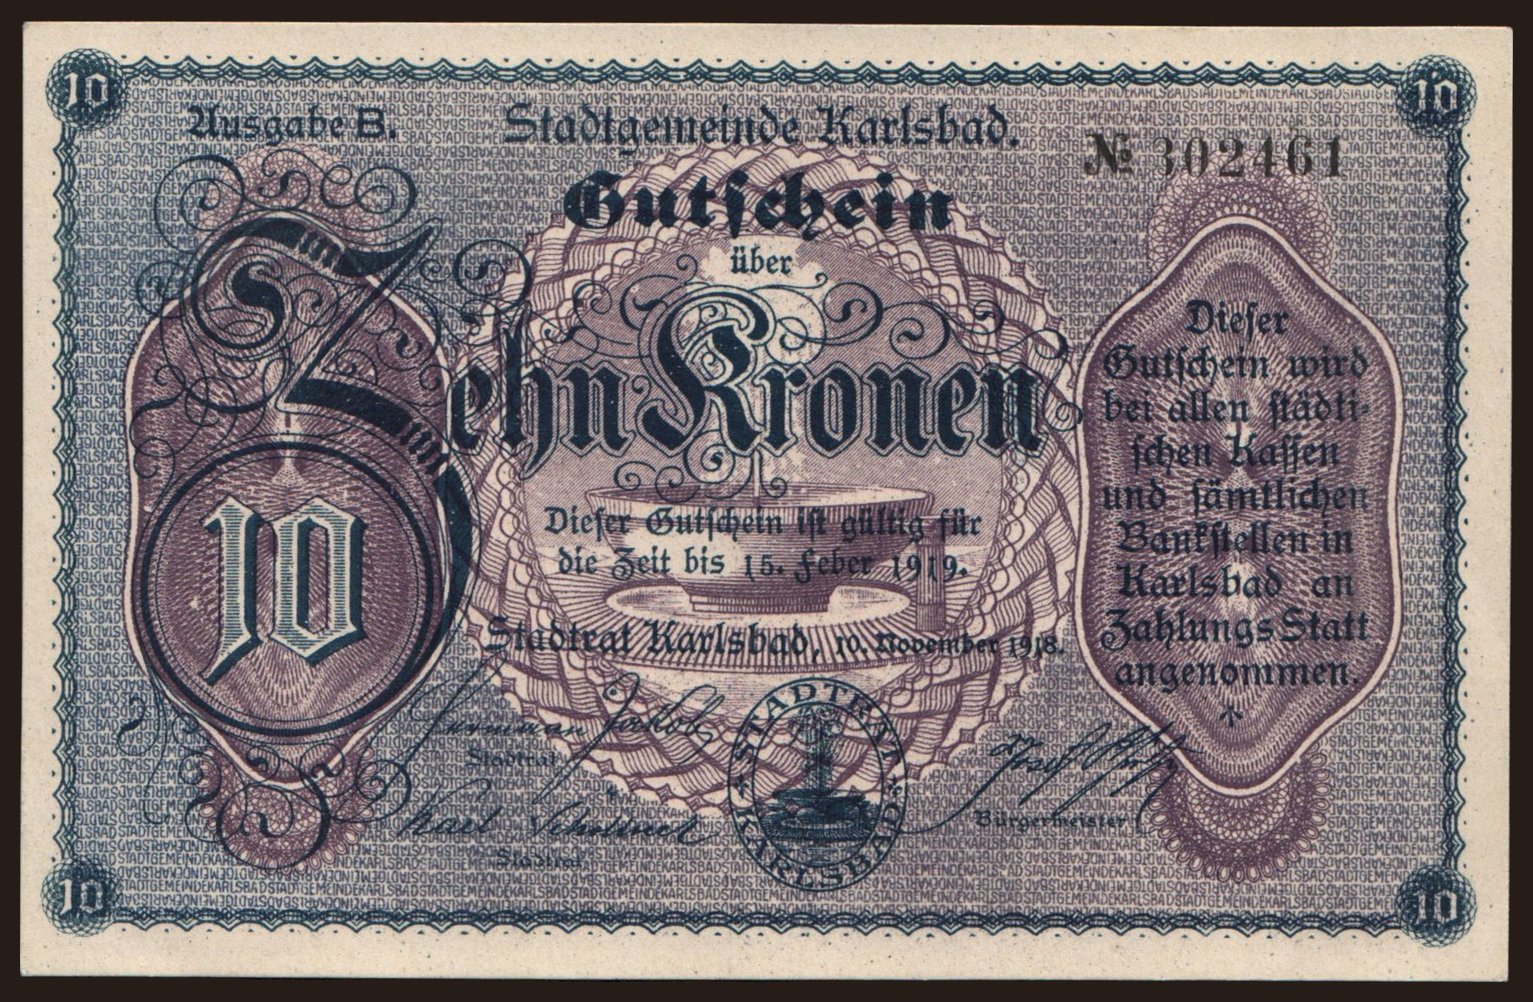 10
10
Ausgabe B.
Stadtgemeinde Karlsbad.
№ 302461
Gutschein
über
Zehn Kronen
10
Dieser Gutschein ist gültig für
die Zeit bis 15. Feber 1919.
Stadtrat Karlsbad, 10. November 1918.
Dieser
Gutschein wird
bei allen städti-
schen Kassen
und sämtlichen
Bankstellen in
Karlsbad an
Zahlungs Statt
angenommen.
Stadtrat
Karl
Stadtrat
STADTRAT KARLSBAD
Bürgermeister
10
10